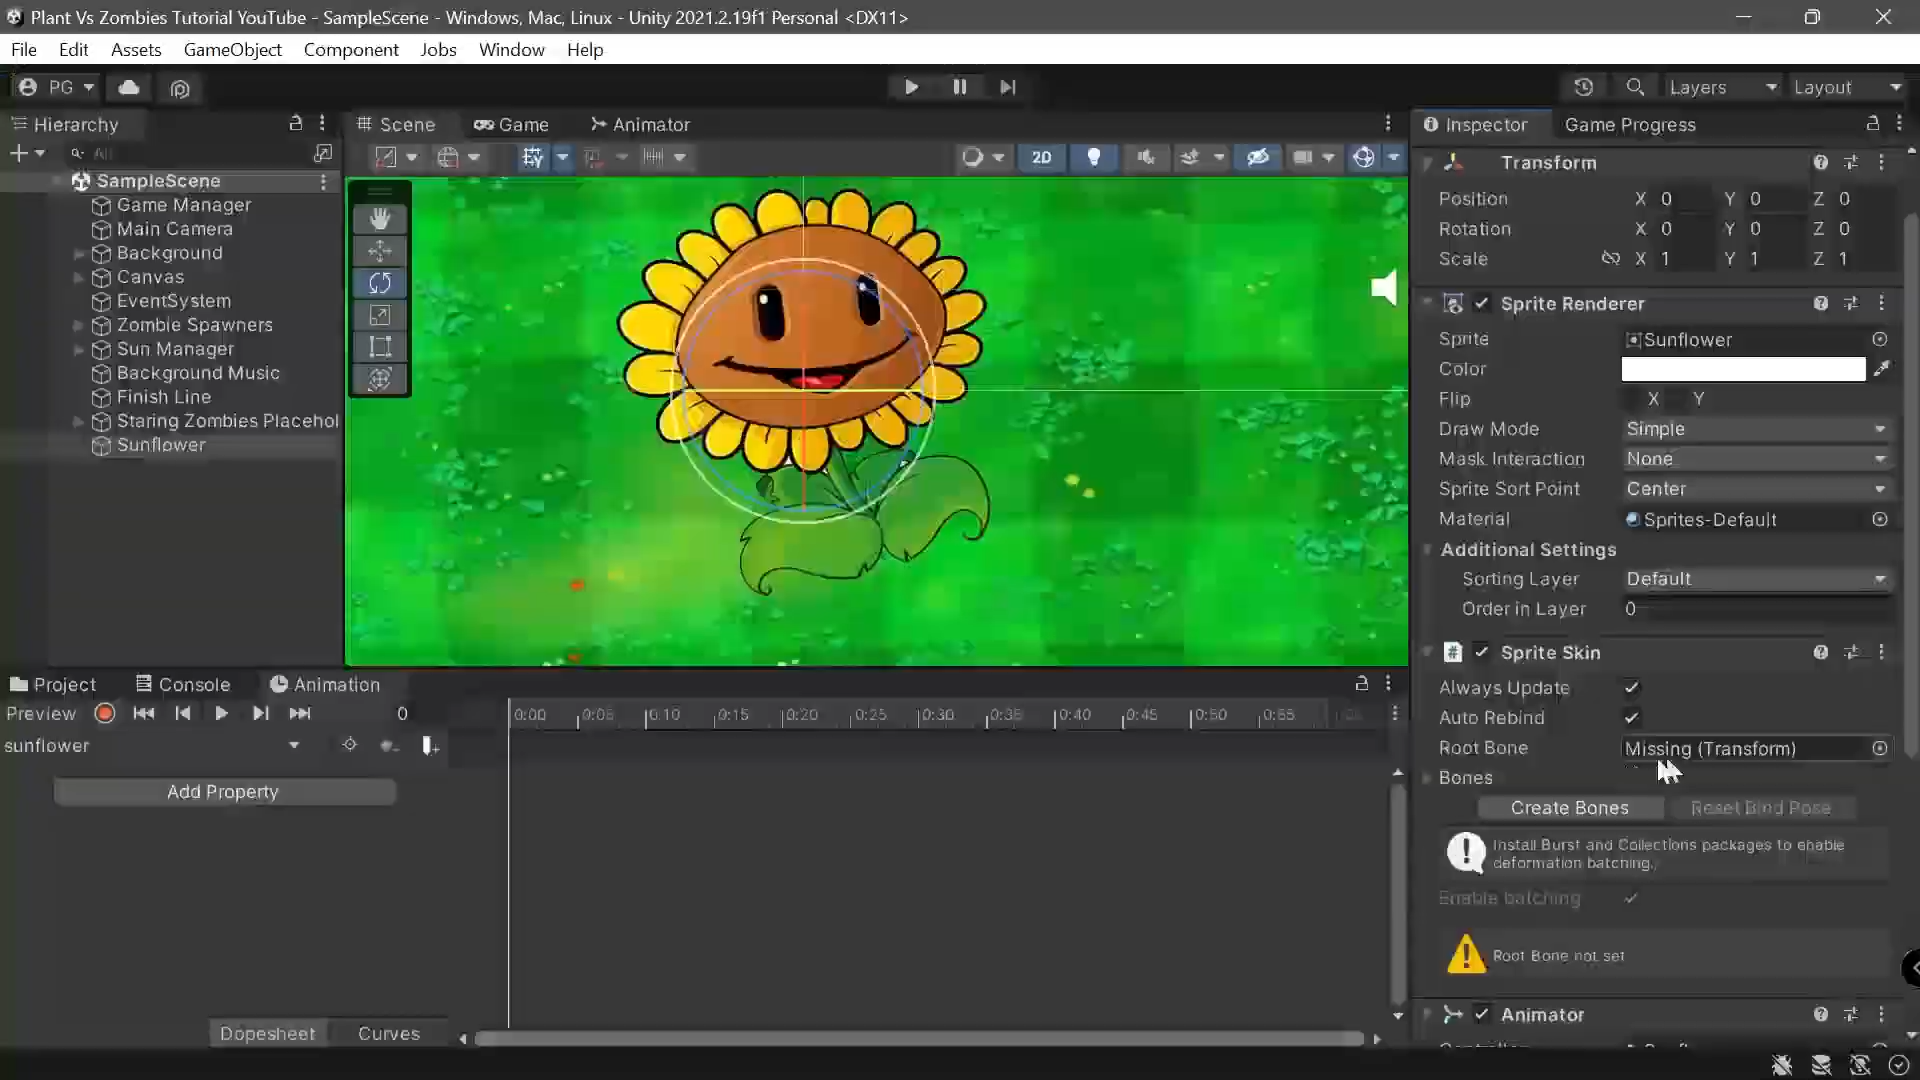 Plant Vs Zombies Tutorial YouTube - SampleScene - Windows, Mac, Linux - Unity 2021.2.19f1 Personal <DX11>
File Edit Assets GameObject Component Jobs Window Help
PG Layers Layout
Hierarchy
All
SampleScene
Game Manager
Main Camera
Background
Canvas
EventSystem
Zombie Spawners
Sun Manager
Background Music
Finish Line
Staring Zombies Placehol
Sunflower
Scene Game Animator
2D
Inspector Game Progress
Transform
Position X 0 Y 0 Z 0
Rotation X 0 Y 0 Z 0
Scale X 1 Y 1 Z 1
Sprite Renderer
Sprite Sunflower
Color
Flip X Y
Draw Mode Simple
Mask Interaction None
Sprite Sort Point Center
Material Sprites-Default
Additional Settings
Sorting Layer Default
Order in Layer 0
Sprite Skin
Always Update
Auto Rebind
Root Bone Missing (Transform)
Bones
Create Bones Reset Bind Pose
Install Burst and Collections packages to enable
deformation batching.
Enable batching
Root Bone not set
Animator
Project Console Animation
Preview 0
0:00 0:05 0:10 0:15 0:20 0:25 0:30 0:35 0:40 0:45 0:50 0:55
sunflower
Add Property
Dopesheet Curves